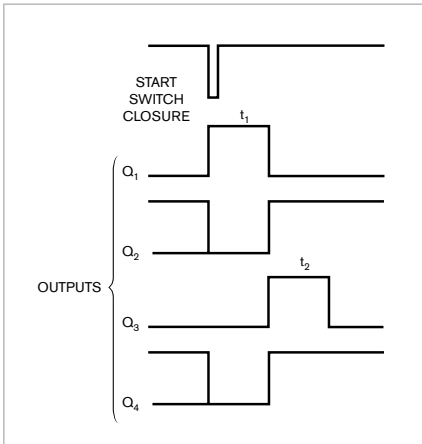 START
SWITCH
CLOSURE
t1
Q1
Q2
t2
OUTPUTS
Q3
Q4